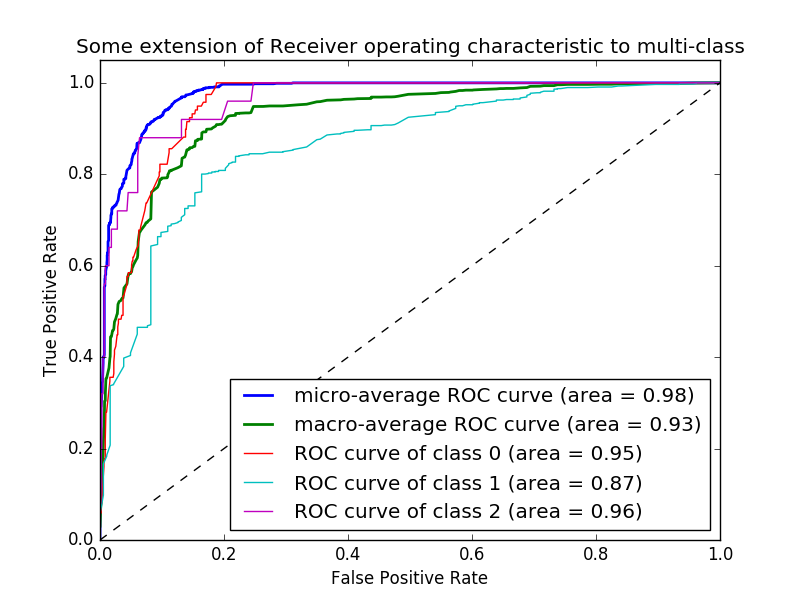 Some extension of Receiver operating characteristic to multi-class
1.0
0.8
0.6
0.4
0.2
0.0
True Positive Rate
micro-average ROC curve (area = 0.98)
macro-average ROC curve (area = 0.93)
ROC curve of class 0 (area = 0.95)
ROC curve of class 1 (area = 0.87)
ROC curve of class 2 (area = 0.96)
0.0 0.2 0.4 0.6 0.8 1.0
False Positive Rate